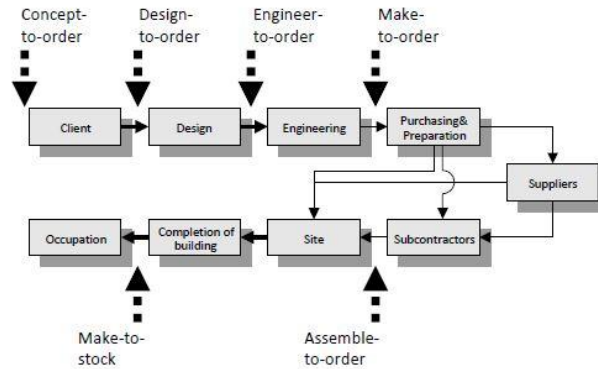 Concept-
to-order
Design-
to-order
Engineer-
to-order
Make-
to-order
Client
Design
Engineering
Purchasing&
Preparation
Suppliers
Occupation
Completion of
building
Site
Subcontractors
Make-to-
stock
Assemble-
to-order